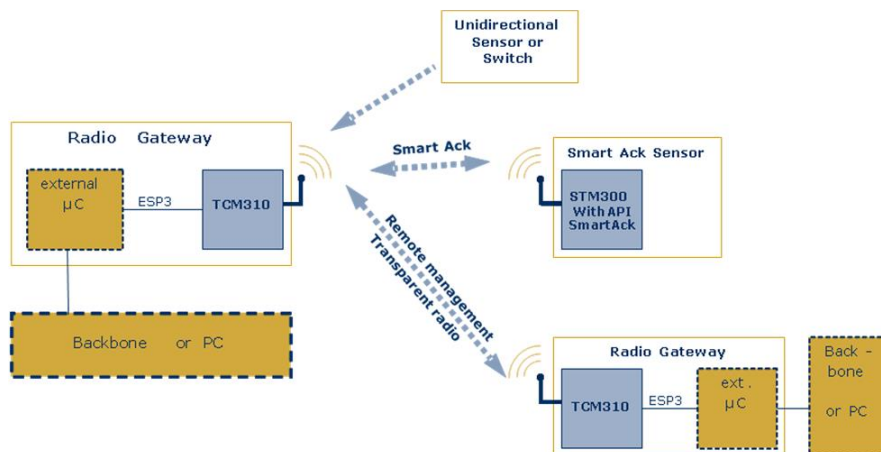 Unidirectional
Sensor or
Switch
Radio Gateway
external
µC
ESP3
TCM310
Backbone or PC
Smart Ack
Smart Ack Sensor
STM300
With API
SmartAck
Remote management
Transparent radio
Radio Gateway
TCM310
ESP3
ext.
µC
Back -
bone
or PC